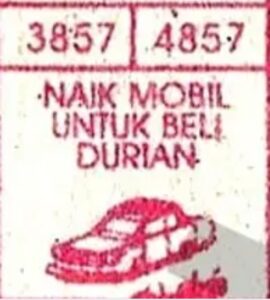 3857 4857
NAIK MOBIL
UNTUK BELI
DURIAN